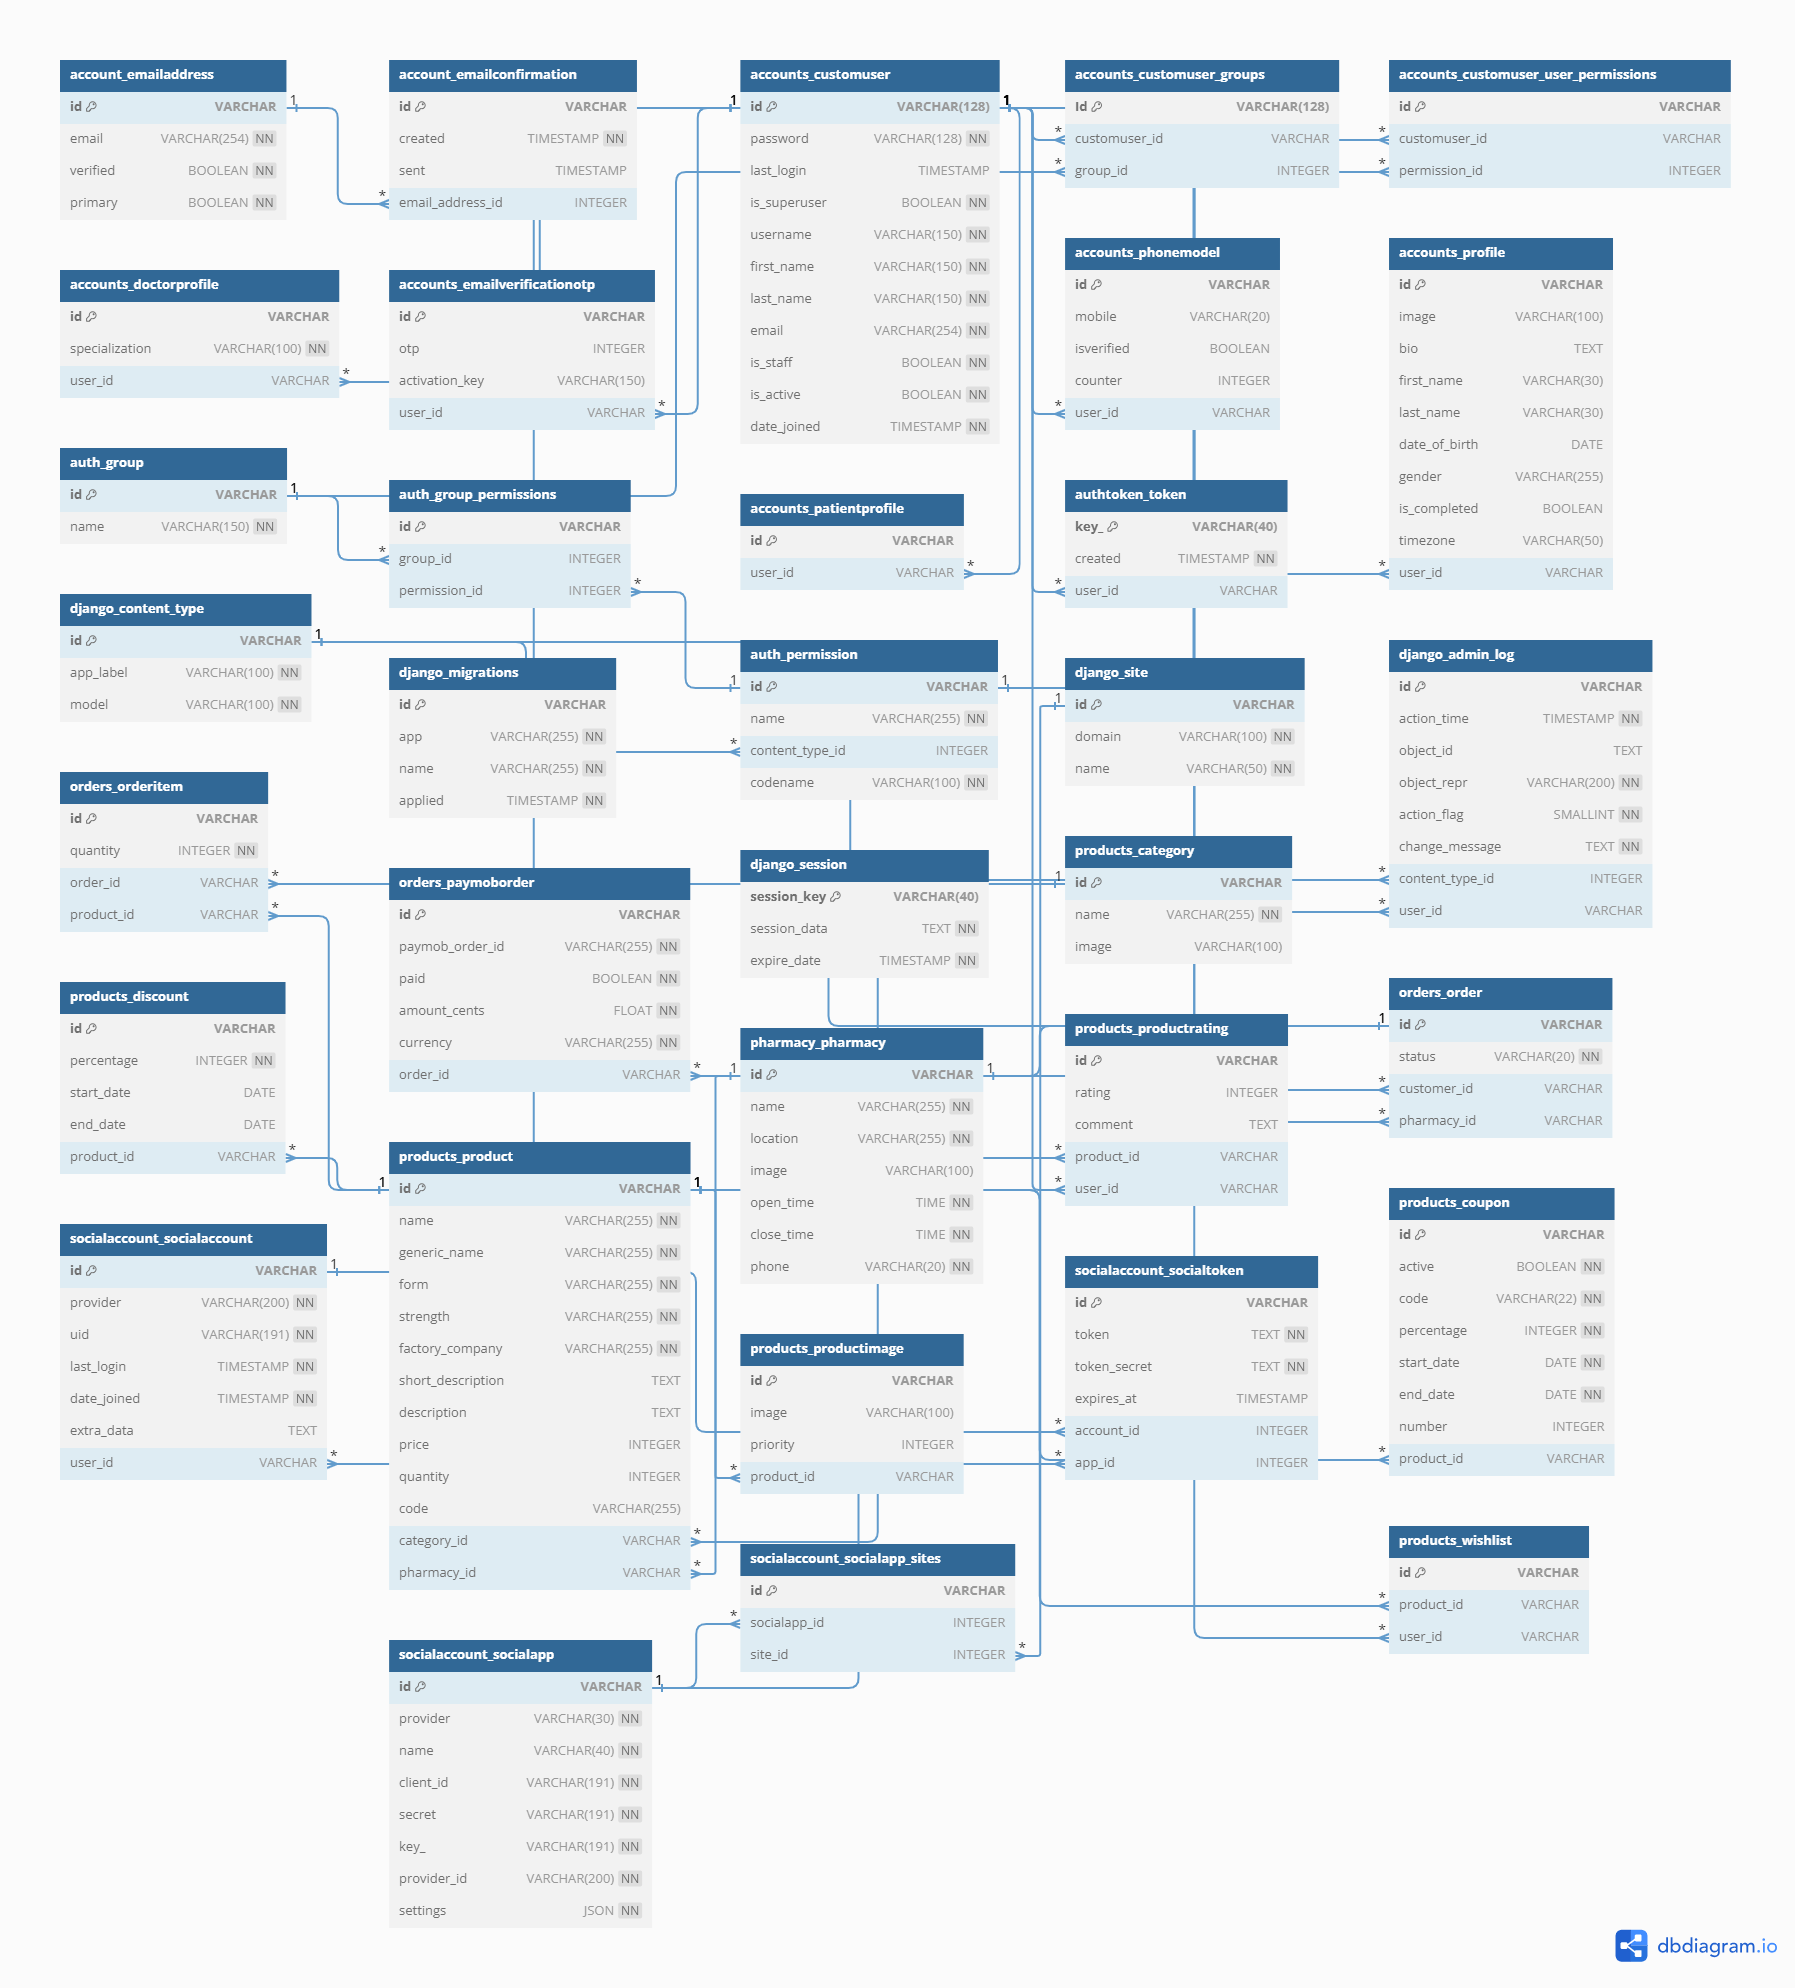 account_emailaddress
id VARCHAR
email VARCHAR(254) NN
verified BOOLEAN NN
primary BOOLEAN NN
account_emailconfirmation
id VARCHAR
created TIMESTAMP NN
sent TIMESTAMP
email_address_id INTEGER
accounts_customuser
id VARCHAR(128)
password VARCHAR(128) NN
last_login TIMESTAMP
is_superuser BOOLEAN NN
username VARCHAR(150) NN
first_name VARCHAR(150) NN
last_name VARCHAR(150) NN
email VARCHAR(254) NN
is_staff BOOLEAN NN
is_active BOOLEAN NN
date_joined TIMESTAMP NN
accounts_customuser_groups
Id VARCHAR(128)
customuser_id VARCHAR
group_id INTEGER
accounts_customuser_user_permissions
id VARCHAR
customuser_id VARCHAR
permission_id INTEGER
accounts_doctorprofile
id VARCHAR
specialization VARCHAR(100) NN
user_id VARCHAR
accounts_emailverificationotp
id VARCHAR
otp INTEGER
activation_key VARCHAR(150)
user_id VARCHAR
accounts_phonemodel
id VARCHAR
mobile VARCHAR(20)
isverified BOOLEAN
counter INTEGER
user_id VARCHAR
accounts_profile
id VARCHAR
image VARCHAR(100)
bio TEXT
first_name VARCHAR(30)
last_name VARCHAR(30)
date_of_birth DATE
gender VARCHAR(255)
is_completed BOOLEAN
timezone VARCHAR(50)
user_id VARCHAR
auth_group
id VARCHAR
name VARCHAR(150) NN
auth_group_permissions
id VARCHAR
group_id INTEGER
permission_id INTEGER
accounts_patientprofile
id VARCHAR
user_id VARCHAR
authtoken_token
key_ VARCHAR(40)
created TIMESTAMP NN
user_id VARCHAR
django_content_type
id VARCHAR
app_label VARCHAR(100) NN
model VARCHAR(100) NN
django_migrations
id VARCHAR
app VARCHAR(255) NN
name VARCHAR(255) NN
applied TIMESTAMP NN
auth_permission
id VARCHAR
name VARCHAR(255) NN
content_type_id INTEGER
codename VARCHAR(100) NN
django_site
id VARCHAR
domain VARCHAR(100) NN
name VARCHAR(50) NN
django_admin_log
id VARCHAR
action_time TIMESTAMP NN
object_id TEXT
object_repr VARCHAR(200) NN
action_flag SMALLINT NN
change_message TEXT NN
content_type_id INTEGER
user_id VARCHAR
orders_orderitem
id VARCHAR
quantity INTEGER NN
order_id VARCHAR
product_id VARCHAR
orders_paymoborder
id VARCHAR
paymob_order_id VARCHAR(255) NN
paid BOOLEAN NN
amount_cents FLOAT NN
currency VARCHAR(255) NN
order_id VARCHAR
django_session
session_key VARCHAR(40)
session_data TEXT NN
expire_date TIMESTAMP NN
products_category
id VARCHAR
name VARCHAR(255) NN
image VARCHAR(100)
orders_order
id VARCHAR
status VARCHAR(20) NN
customer_id VARCHAR
pharmacy_id VARCHAR
products_discount
id VARCHAR
percentage INTEGER NN
start_date DATE
end_date DATE
product_id VARCHAR
products_product
id VARCHAR
name VARCHAR(255) NN
generic_name VARCHAR(255) NN
form VARCHAR(255) NN
strength VARCHAR(255) NN
factory_company VARCHAR(255) NN
short_description TEXT
description TEXT
price INTEGER
quantity INTEGER
code VARCHAR(255)
category_id VARCHAR
pharmacy_id VARCHAR
pharmacy_pharmacy
id VARCHAR
name VARCHAR(255) NN
location VARCHAR(255) NN
image VARCHAR(100)
open_time TIME NN
close_time TIME NN
phone VARCHAR(20) NN
products_productrating
id VARCHAR
rating INTEGER
comment TEXT
product_id VARCHAR
user_id VARCHAR
products_coupon
id VARCHAR
active BOOLEAN NN
code VARCHAR(22) NN
percentage INTEGER NN
start_date DATE NN
end_date DATE NN
number INTEGER
product_id VARCHAR
socialaccount_socialaccount
id VARCHAR
provider VARCHAR(200) NN
uid VARCHAR(191) NN
last_login TIMESTAMP NN
date_joined TIMESTAMP NN
extra_data TEXT
user_id VARCHAR
products_productimage
id VARCHAR
image VARCHAR(100)
priority INTEGER
product_id VARCHAR
socialaccount_socialtoken
id VARCHAR
token TEXT NN
token_secret TEXT NN
expires_at TIMESTAMP
account_id INTEGER
app_id INTEGER
socialaccount_socialapp_sites
id VARCHAR
socialapp_id INTEGER
site_id INTEGER
products_wishlist
id VARCHAR
product_id VARCHAR
user_id VARCHAR
socialaccount_socialapp
id VARCHAR
provider VARCHAR(30) NN
name VARCHAR(40) NN
client_id VARCHAR(191) NN
secret VARCHAR(191) NN
key_ VARCHAR(191) NN
provider_id VARCHAR(200) NN
settings JSON NN
dbdiagram.io